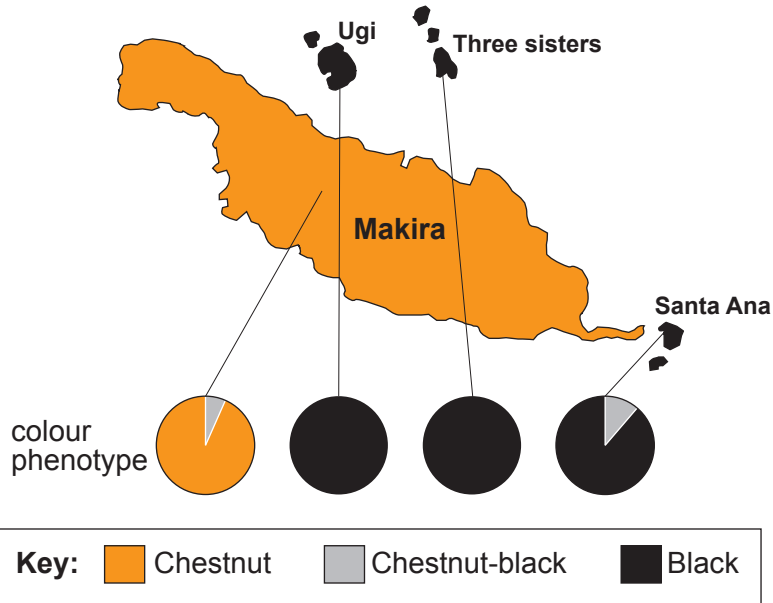 Ugi
Three sisters
Makira
Santa Ana
colour
phenotype
Key: Chestnut Chestnut-black Black